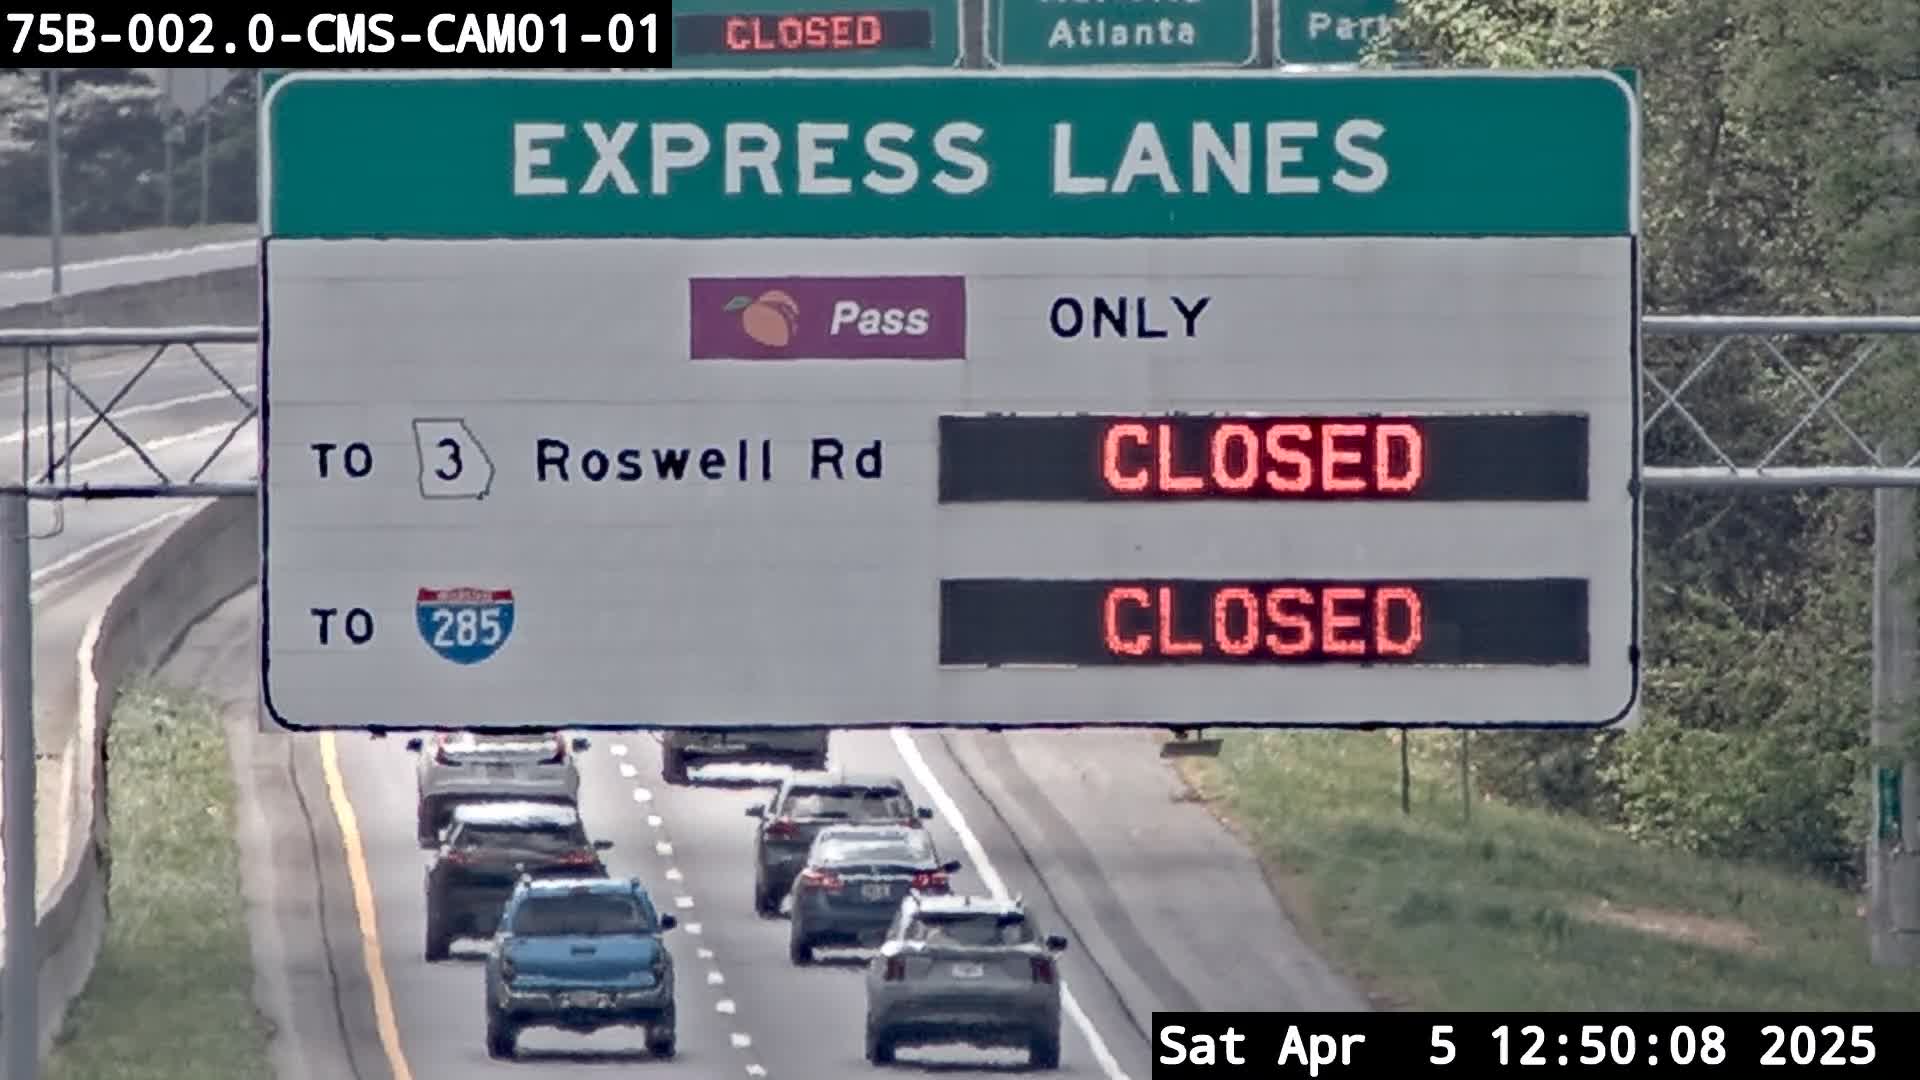 75B-002.0-CMS-CAM01-01
CLOSED
Atlanta
EXPRESS LANES
Pass ONLY
TO 3 Roswell Rd CLOSED
TO 285 CLOSED
Sat Apr 5 12:50:08 2025